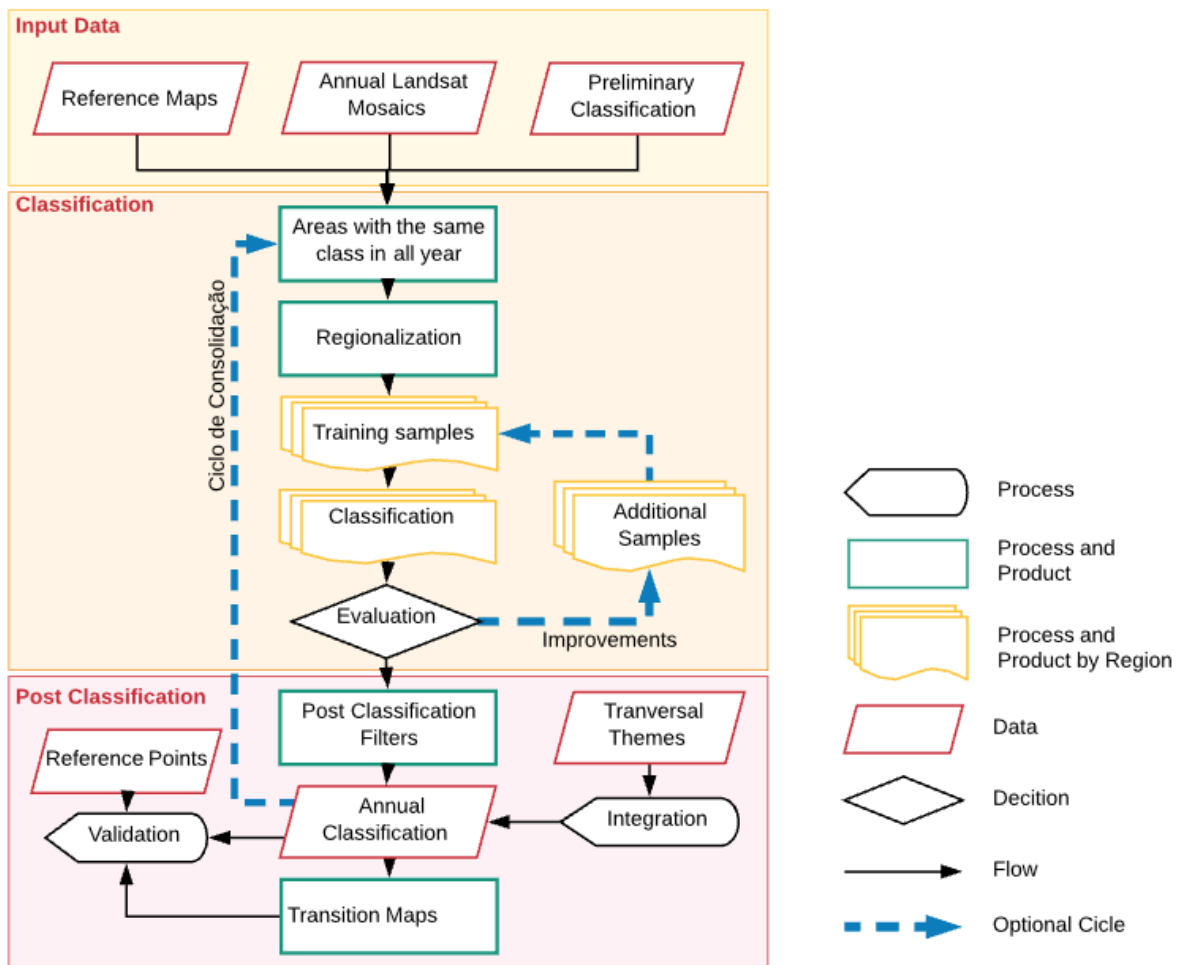 Input Data
Reference Maps
Annual Landsat
Mosaics
Preliminary
Classification
Classification
Areas with the same
class in all year
Ciclo de Consolidação
Regionalization
Training samples
Classification
Additional
Samples
Evaluation
Improvements
Post Classification
Post Classification
Filters
Tranversal
Themes
Reference Points
Annual
Classification
Integration
Validation
Transition Maps
Process
Process and
Product
Process and
Product by Region
Data
Decition
Flow
Optional Cicle